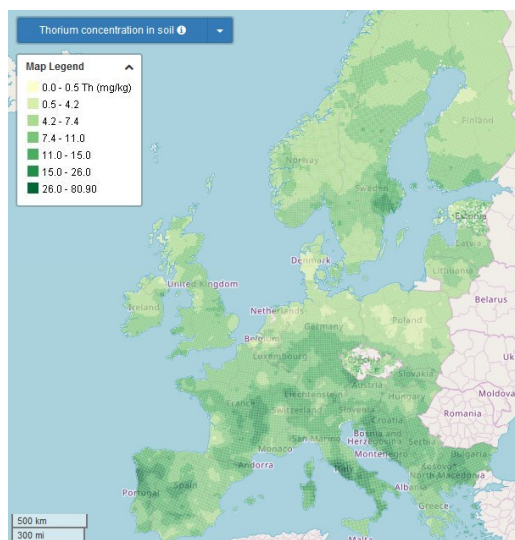 Thorium concentration in soil
Map Legend
0.0 - 0.5 Th (mg/kg)
0.5 - 4.2
4.2 - 7.4
7.4 - 11.0
11.0 - 15.0
15.0 - 26.0
26.0 - 80.90
Finland
Norway
Sweden
Estonia
Latvia
Denmark
Lithuania
United Kingdom
Ireland
Belarus
Netherlands
Germany
Poland
Belgium
Uk
Luxembourg
Czechia
Slovakia
Austria
Moldova
Liechtenstein
Hungary
France
Switzerland
Slovenia
Romania
Croatia
San Marino
Bosnia and
Herzegovina
Serbia
Monaco
Andorra
Montenegro
Bulgaria
Kosovo
Italy
North Macedonia
Portugal
Spain
Albania
Greece
Malta
500 km
300 mi